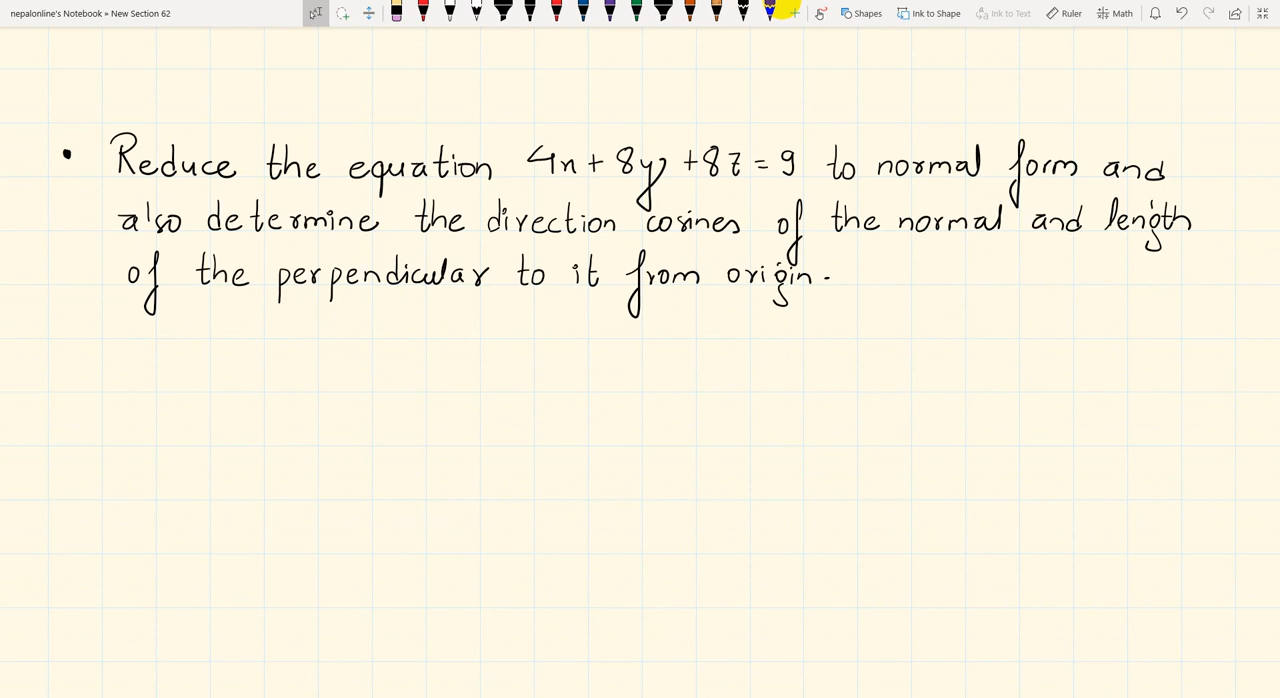 nepalonline's Notebook » New Section 62
Shapes Ink to Shape Ink to Text Ruler Math
• Reduce the equation 4x + 8y + 8z = 9 to normal form and
also determine the direction cosines of the normal and length
of the perpendicular to it from origin.